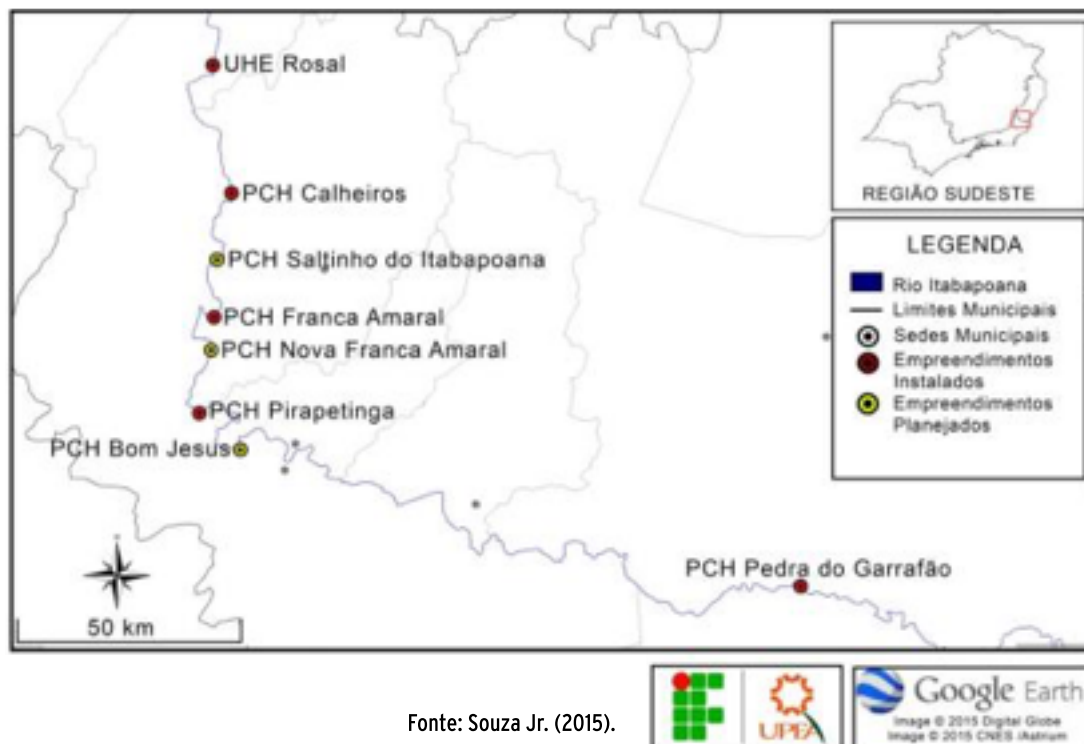 UHE Rosal
PCH Calheiros
PCH Saltinho do Itabapoana
PCH Franca Amaral
PCH Nova Franca Amaral
PCH Pirapetinga
PCH Bom Jesus
PCH Pedra do Garrafão
50 km
REGIÃO SUDESTE
LEGENDA
Rio Itabapoana
Limites Municipais
Sedes Municipais
Empreendimentos
Instalados
Empreendimentos
Planejados
Fonte: Souza Jr. (2015).
UPEA
Google Earth
Image © 2015 Digital Globe
Image © 2015 CNES /Astrium